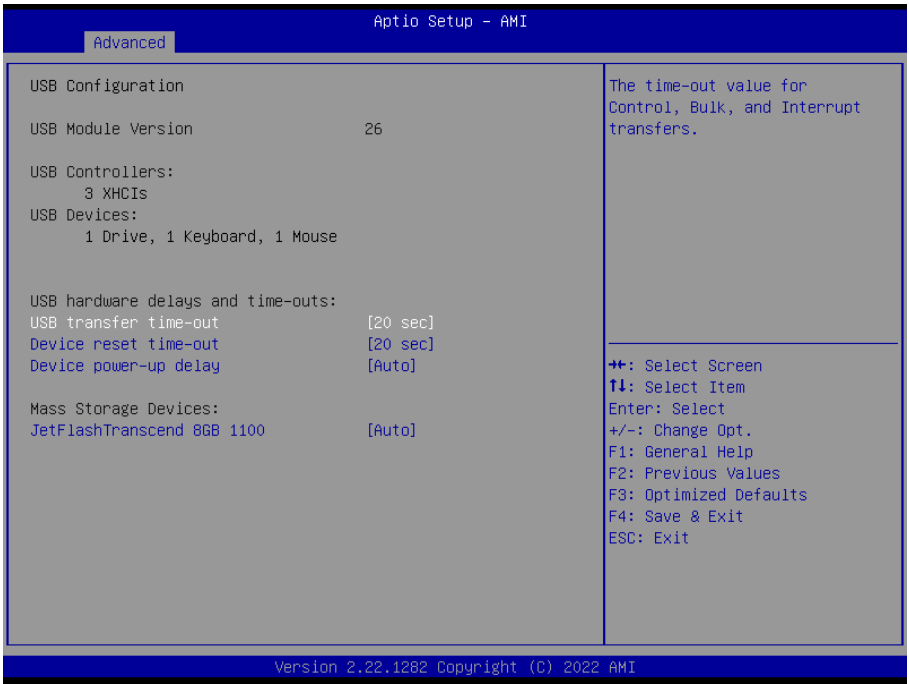 Aptio Setup – AMI
Advanced
USB Configuration
USB Module Version 26
USB Controllers:
3 XHCIs
USB Devices:
1 Drive, 1 Keyboard, 1 Mouse
USB hardware delays and time-outs:
USB transfer time-out [20 sec]
Device reset time-out [20 sec]
Device power-up delay [Auto]
Mass Storage Devices:
JetFlashTranscend 8GB 1100 [Auto]
The time-out value for
Control, Bulk, and Interrupt
transfers.
→←: Select Screen
↑↓: Select Item
Enter: Select
+/-: Change Opt.
F1: General Help
F2: Previous Values
F3: Optimized Defaults
F4: Save & Exit
ESC: Exit
Version 2.22.1282 Copyright (C) 2022 AMI